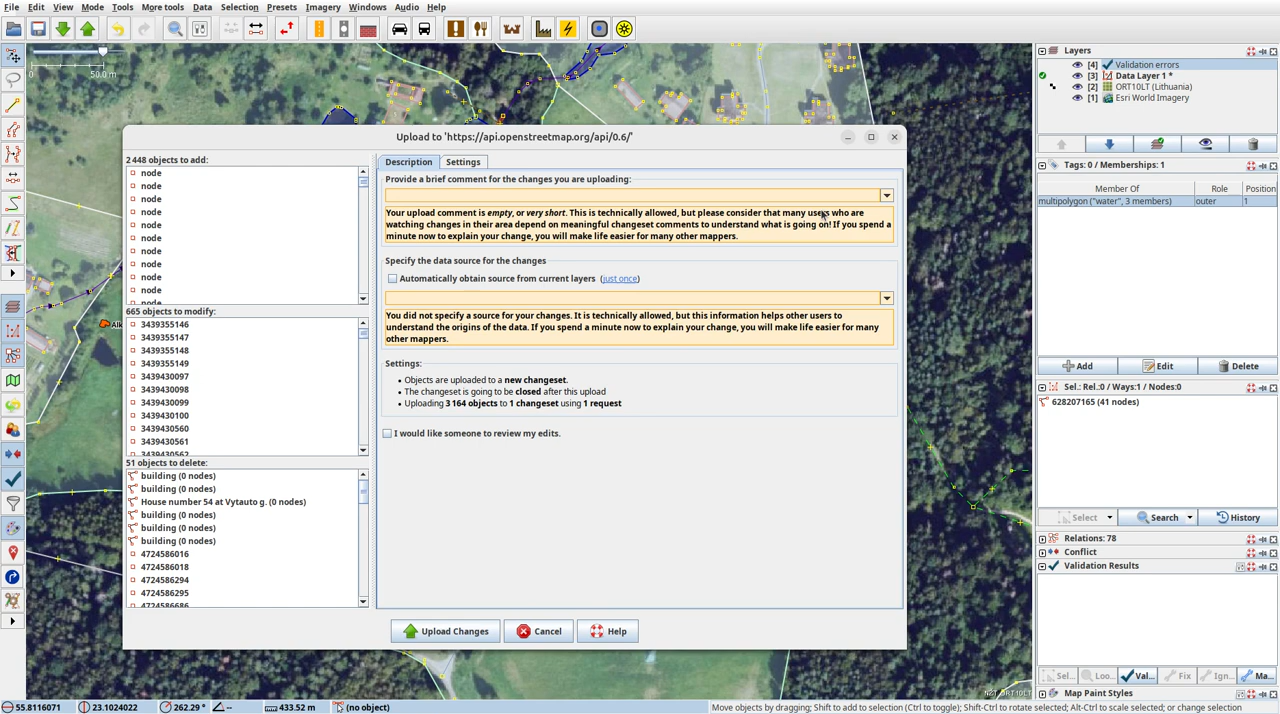 File Edit View Mode Tools More tools Data Selection Presets Imagery Windows Audio Help
0 50.0 m
Upload to 'https://api.openstreetmap.org/api/0.6/'
2 448 objects to add:
node
node
node
node
node
node
node
node
node
node
node
665 objects to modify:
3439355146
3439355147
3439355148
3439355149
3439430097
3439430098
3439430099
3439430100
3439430560
3439430561
3439430562
51 objects to delete:
building (0 nodes)
building (0 nodes)
House number 54 at Vytauto g. (0 nodes)
building (0 nodes)
building (0 nodes)
building (0 nodes)
4724586016
4724586018
4724586294
4724586295
4724586686
Description Settings
Provide a brief comment for the changes you are uploading:
Your upload comment is empty, or very short. This is technically allowed, but please consider that many users who are
watching changes in their area depend on meaningful changeset comments to understand what is going on! If you spend a
minute now to explain your change, you will make life easier for many other mappers.
Specify the data source for the changes
Automatically obtain source from current layers (just once)
You did not specify a source for your changes. It is technically allowed, but this information helps other users to
understand the origins of the data. If you spend a minute now to explain your change, you will make life easier for many
other mappers.
Settings:
• Objects are uploaded to a new changeset.
• The changeset is going to be closed after this upload
• Uploading 3 164 objects to 1 changeset using 1 request
I would like someone to review my edits.
Upload Changes Cancel Help
Alk
Layers
[4] Validation errors
[3] Data Layer 1 *
[2] ORT10LT (Lithuania)
[1] Esri World Imagery
Tags: 0 / Memberships: 1
Member Of Role Position
multipolygon ("water", 3 members) outer 1
Add Edit Delete
Sel.: Rel.:0 / Ways:1 / Nodes:0
628207165 (41 nodes)
Select Search History
Relations: 78
Conflict
Validation Results
Sel... Loo... Val... Fix Ign... Ma...
Map Paint Styles
NŽT ORT10LT
55.8116071 23.1024022 262.29 ° -- 433.52 m (no object) Move objects by dragging; Shift to add to selection (Ctrl to toggle); Shift-Ctrl to rotate selected; Alt-Ctrl to scale selected; or change selection